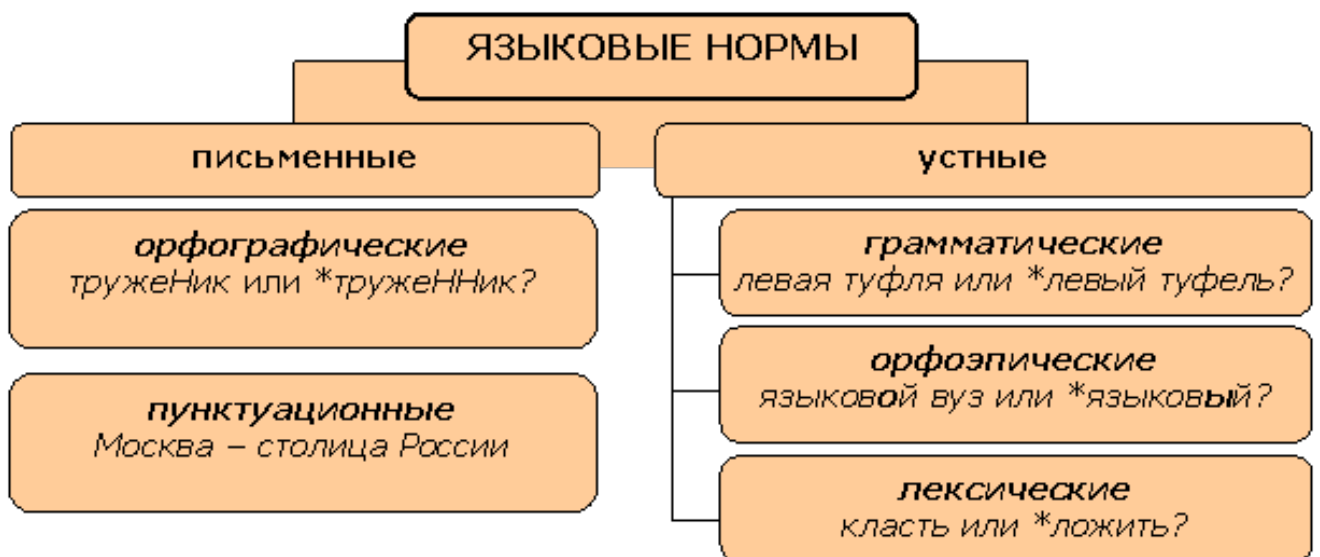 ЯЗЫКОВЫЕ НОРМЫ
письменные
орфографические
тружеНик или *тружеННик?
пунктуационные
Москва – столица России
устные
грамматические
левая туфля или *левый туфель?
орфоэпические
языковой вуз или *языковый?
лексические
класть или *ложить?